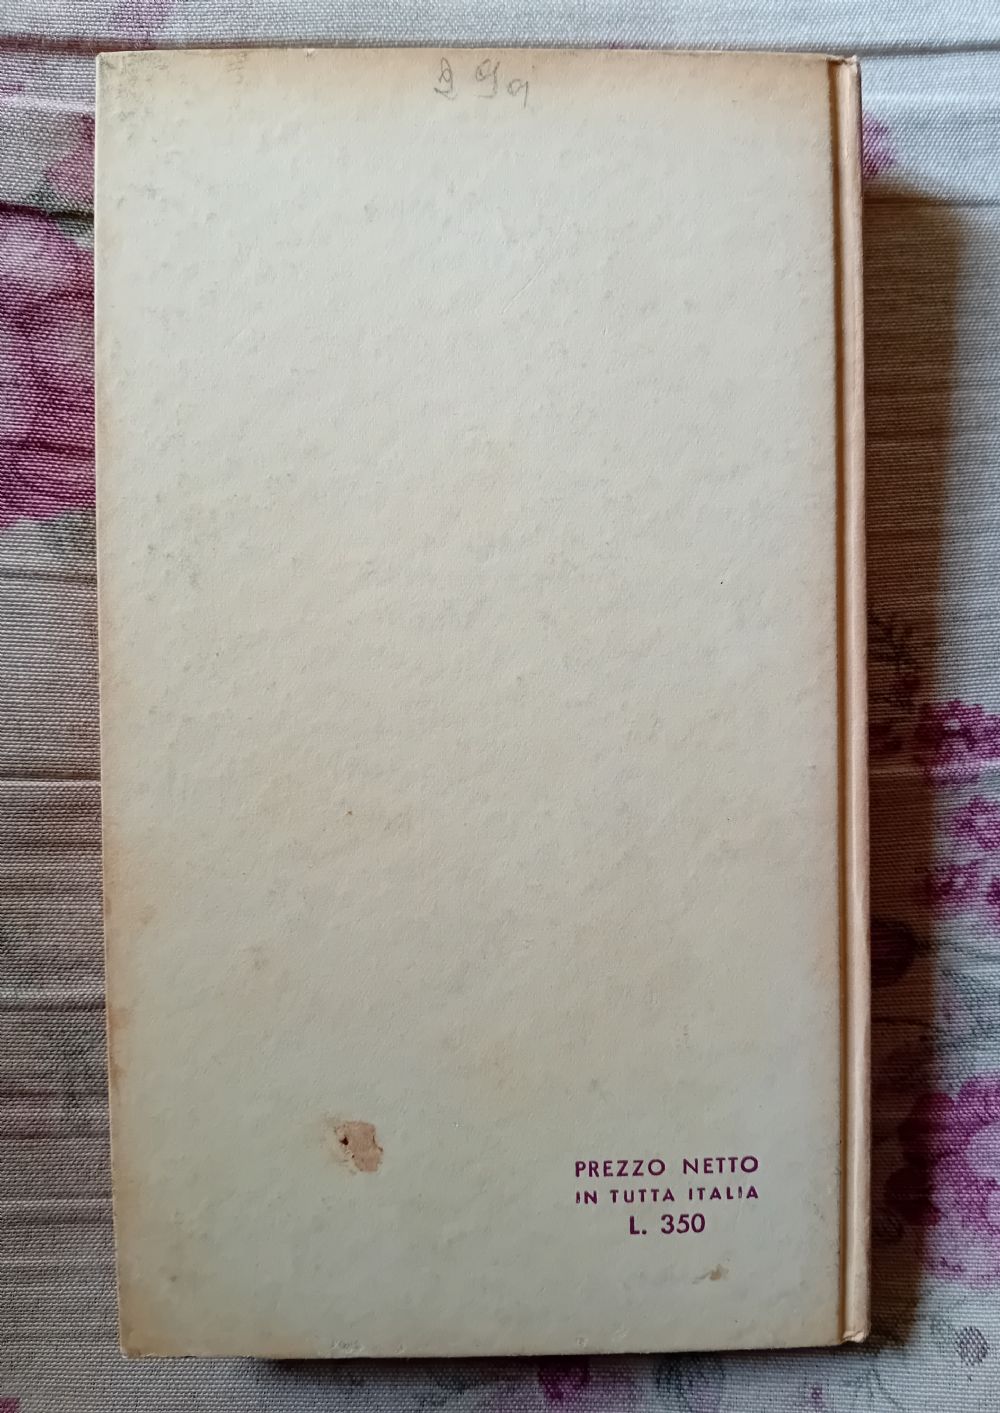 PREZZO NETTO
IN TUTTA ITALIA
L. 350